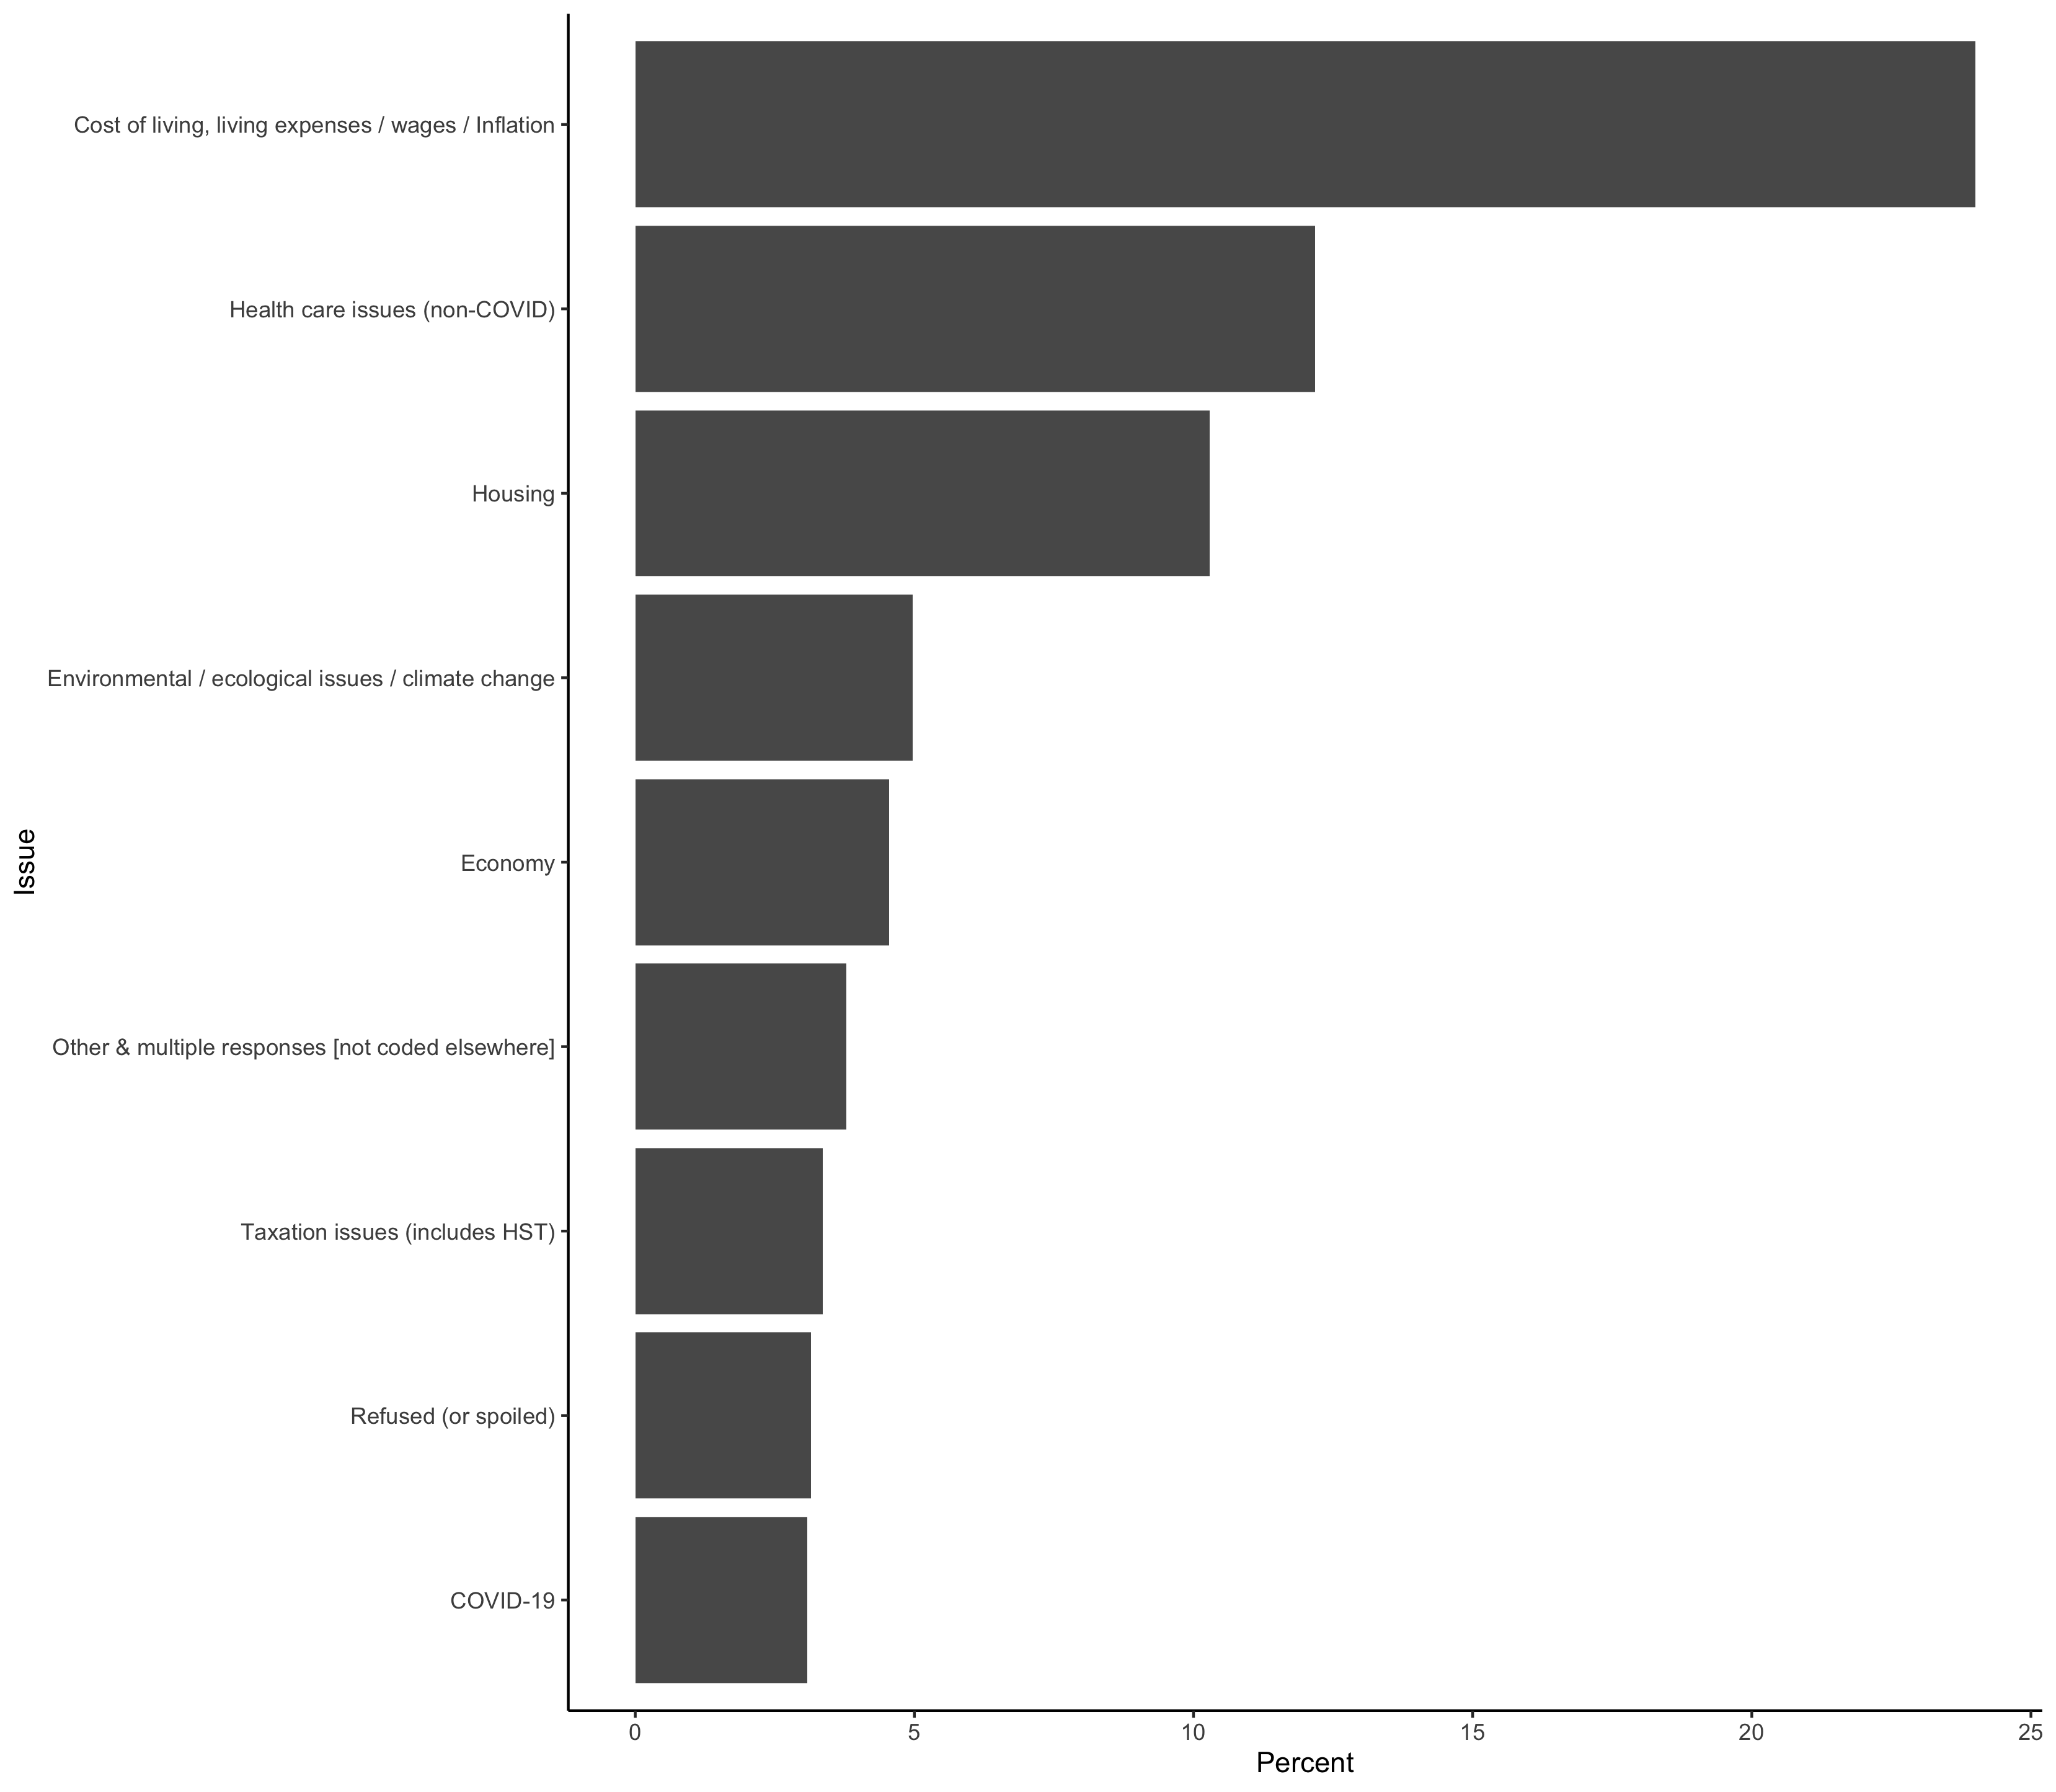 Cost of living, living expenses / wages / Inflation
Health care issues (non-COVID)
Housing
Environmental / ecological issues / climate change
Economy
Other & multiple responses [not coded elsewhere]
Taxation issues (includes HST)
Refused (or spoiled)
COVID-19
Issue
0 5 10 15 20 25
Percent